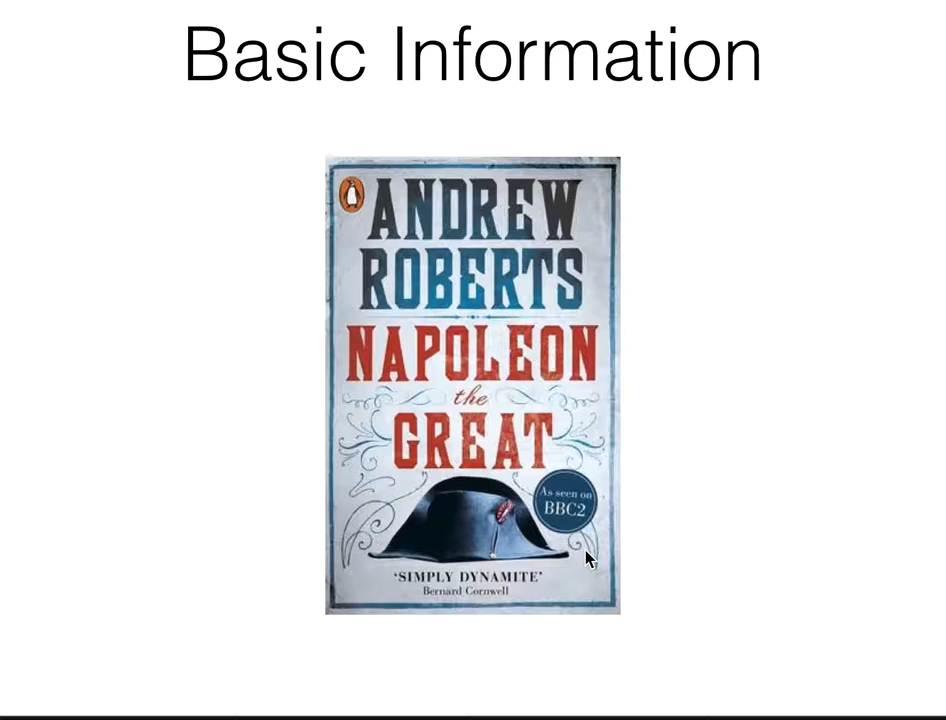 Basic Information
ANDREW
ROBERTS
NAPOLEON
the
GREAT
As seen on
BBC2
‘SIMPLY DYNAMITE’
Bernard Cornwell